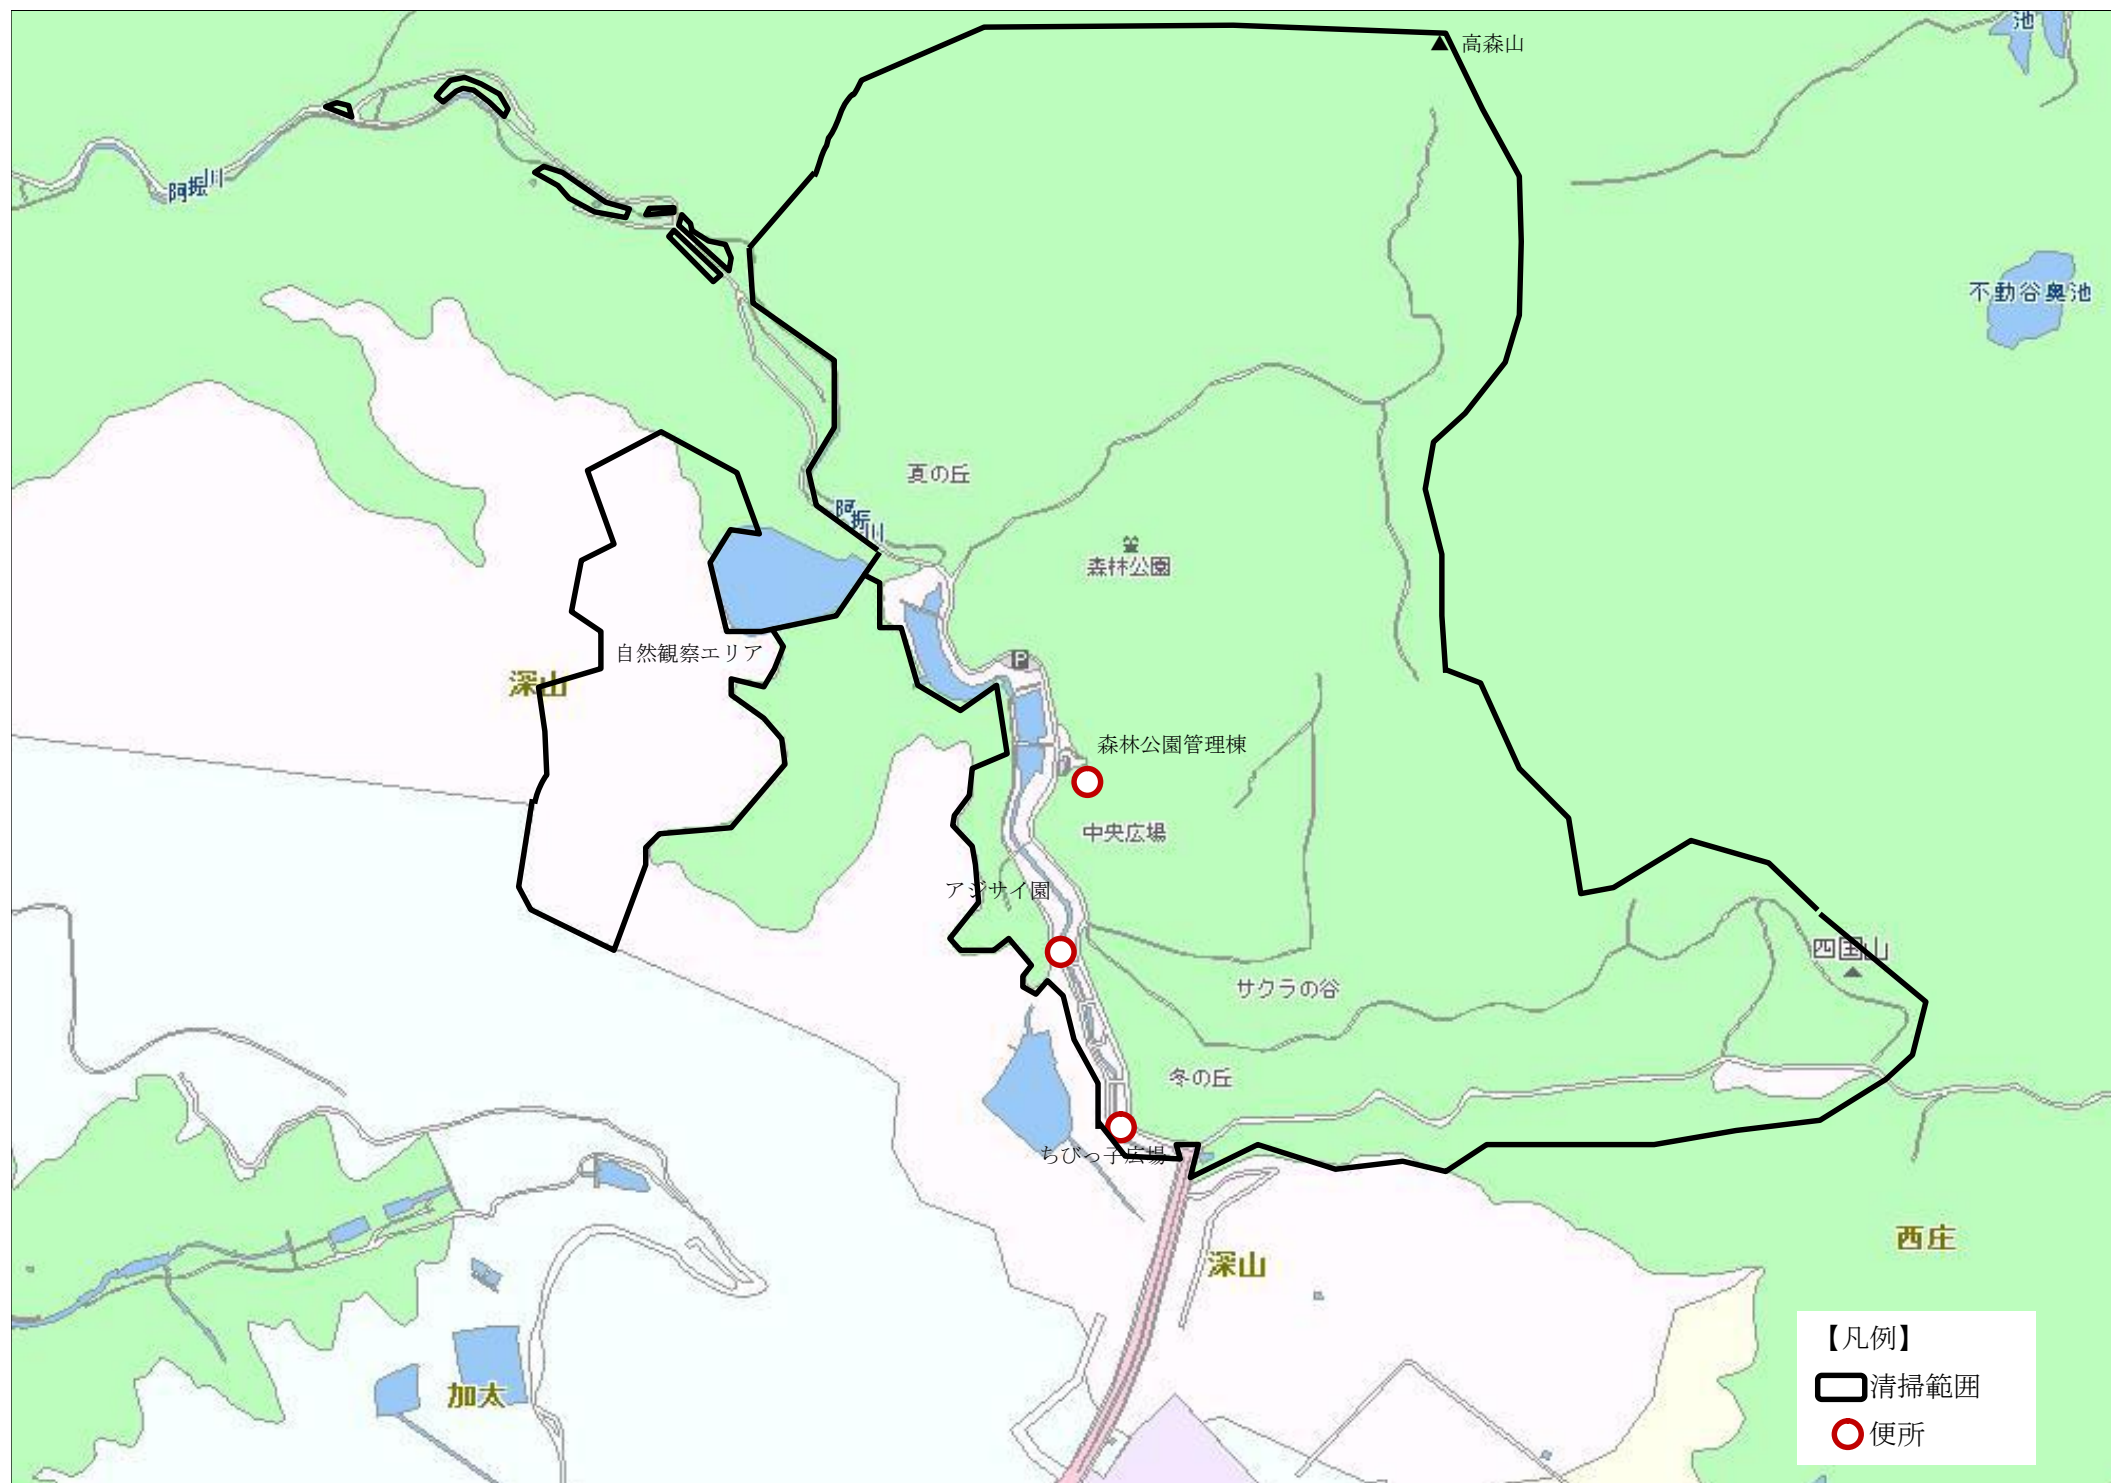 池
高森山
阿振川
不動谷奥池
夏の丘
阿振川
森林公園
自然観察エリア
P
深山
森林公園管理棟
中央広場
アジサイ園
四国山
サクラの谷
冬の丘
ちびっ子広場
西庄
深山
加太
【凡例】
清掃範囲
便所